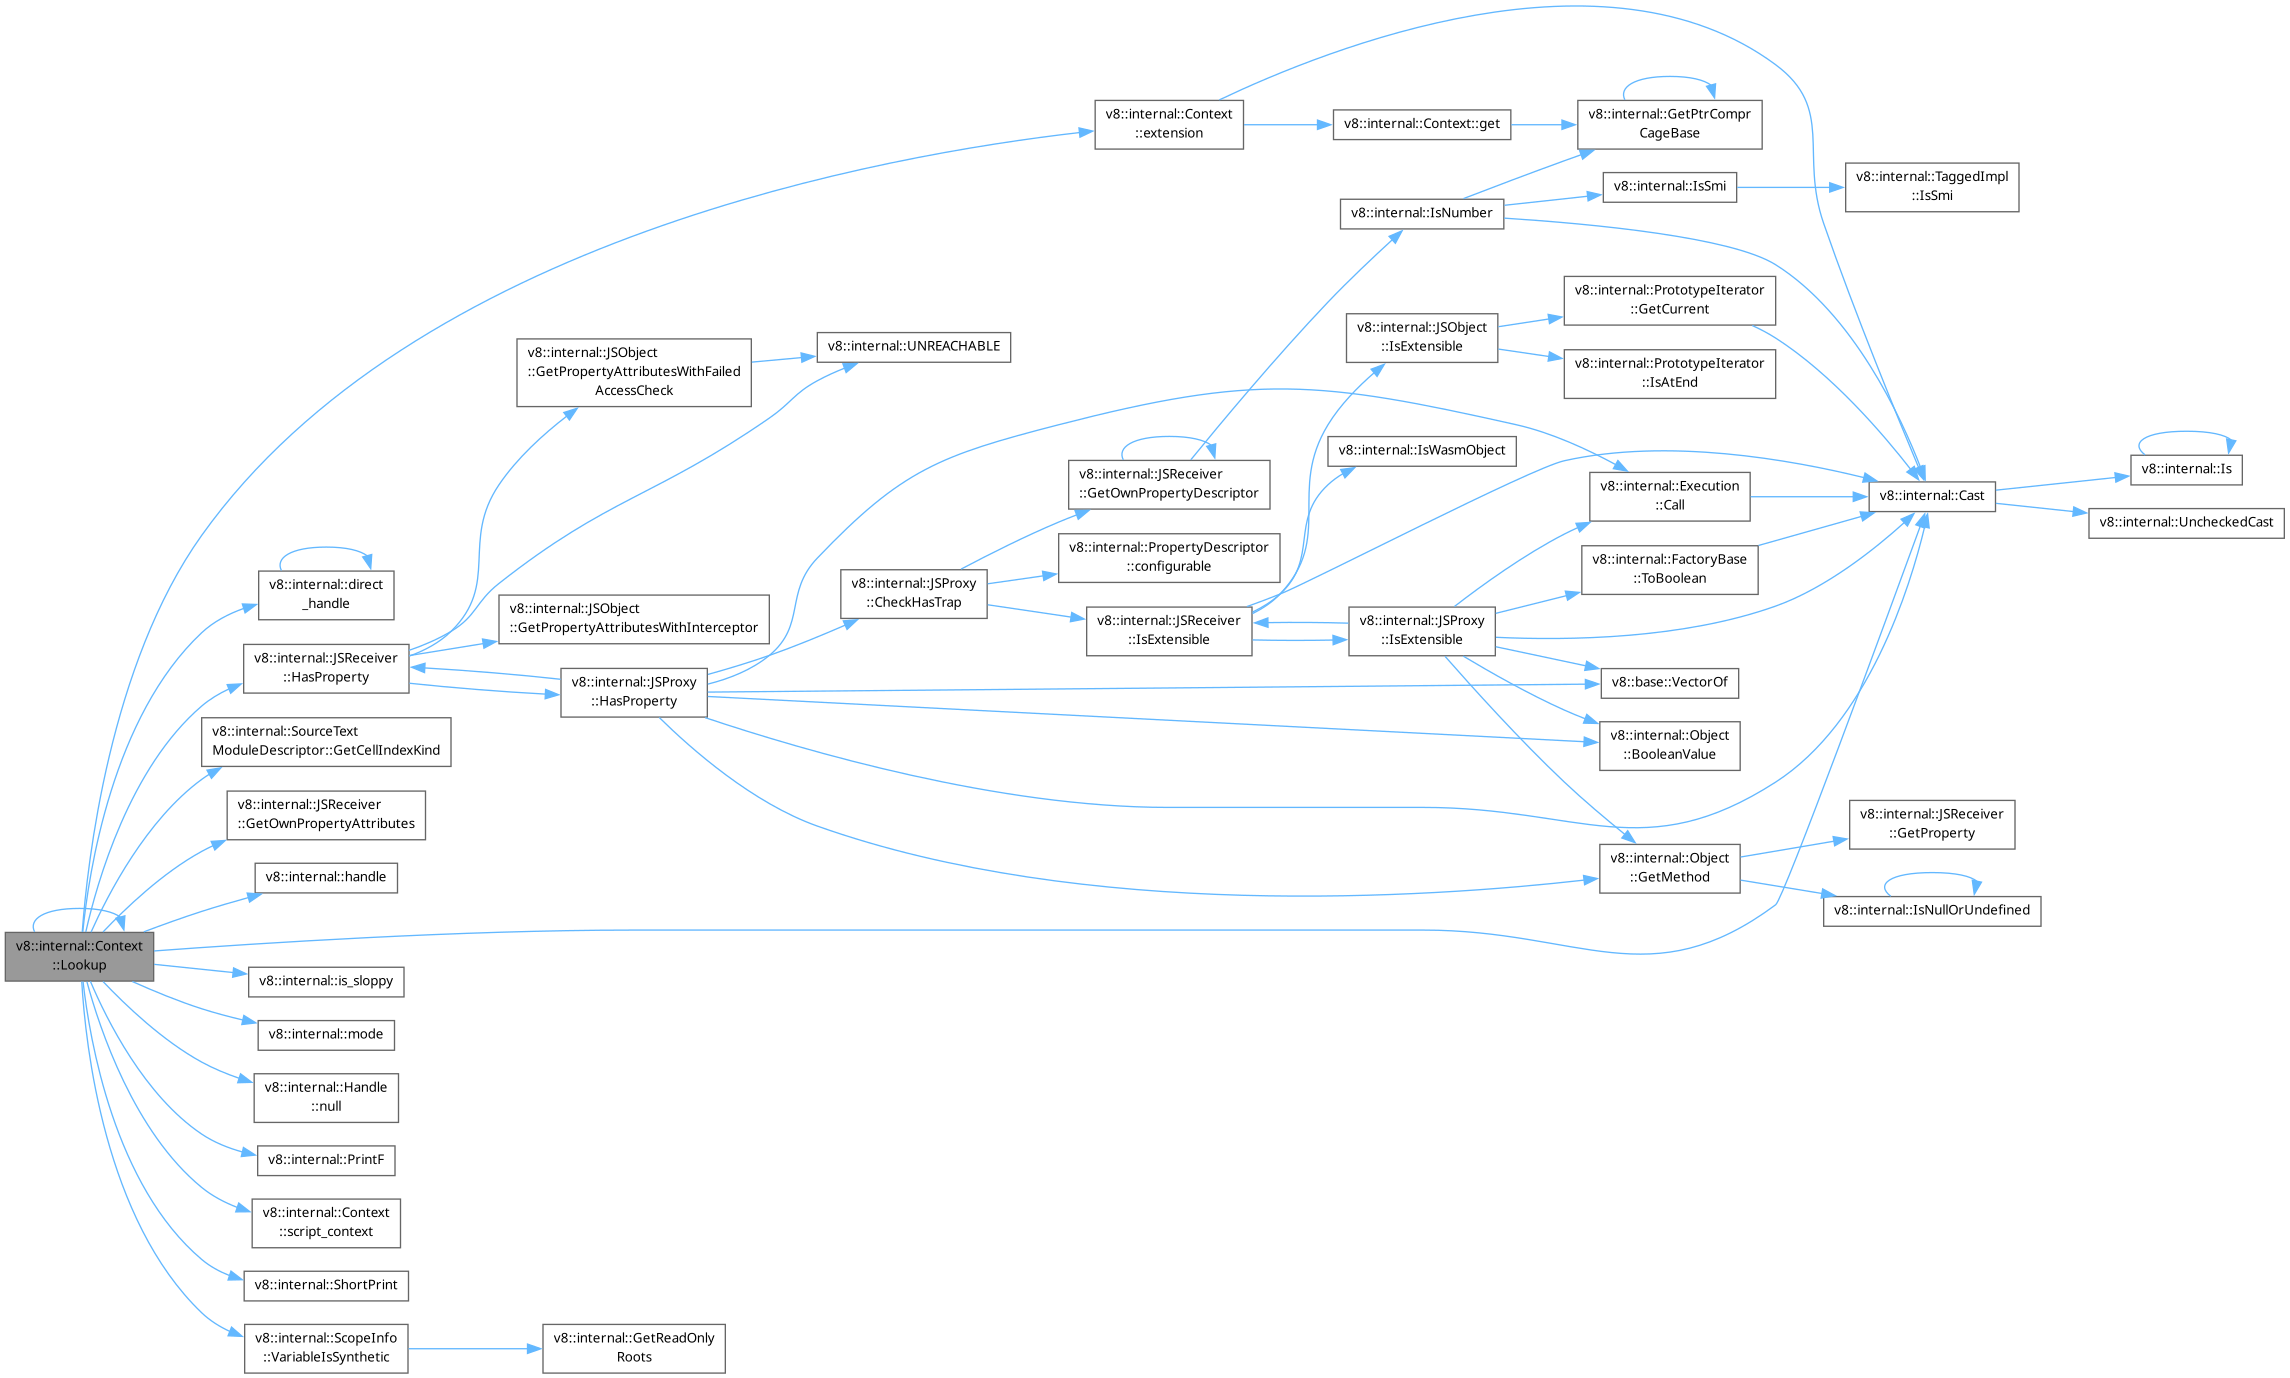 v8::internal::Context
::extension
v8::internal::Context::get
v8::internal::GetPtrCompr
CageBase
v8::internal::IsSmi
v8::internal::TaggedImpl
::IsSmi
v8::internal::IsNumber
v8::internal::PrototypeIterator
::GetCurrent
v8::internal::JSObject
::IsExtensible
v8::internal::PrototypeIterator
::IsAtEnd
v8::internal::JSObject
::GetPropertyAttributesWithFailed
AccessCheck
v8::internal::UNREACHABLE
v8::internal::IsWasmObject
v8::internal::JSReceiver
::GetOwnPropertyDescriptor
v8::internal::Execution
::Call
v8::internal::Cast
v8::internal::Is
v8::internal::UncheckedCast
v8::internal::PropertyDescriptor
::configurable
v8::internal::FactoryBase
::ToBoolean
v8::internal::direct
_handle
v8::internal::JSProxy
::CheckHasTrap
v8::internal::JSObject
::GetPropertyAttributesWithInterceptor
v8::internal::JSReceiver
::IsExtensible
v8::internal::JSProxy
::IsExtensible
v8::internal::JSReceiver
::HasProperty
v8::internal::JSProxy
::HasProperty
v8::base::VectorOf
v8::internal::SourceText
ModuleDescriptor::GetCellIndexKind
v8::internal::Object
::BooleanValue
v8::internal::JSReceiver
::GetOwnPropertyAttributes
v8::internal::JSReceiver
::GetProperty
v8::internal::Object
::GetMethod
v8::internal::handle
v8::internal::IsNullOrUndefined
v8::internal::Context
::Lookup
v8::internal::is_sloppy
v8::internal::mode
v8::internal::Handle
::null
v8::internal::PrintF
v8::internal::Context
::script_context
v8::internal::ShortPrint
v8::internal::ScopeInfo
::VariableIsSynthetic
v8::internal::GetReadOnly
Roots